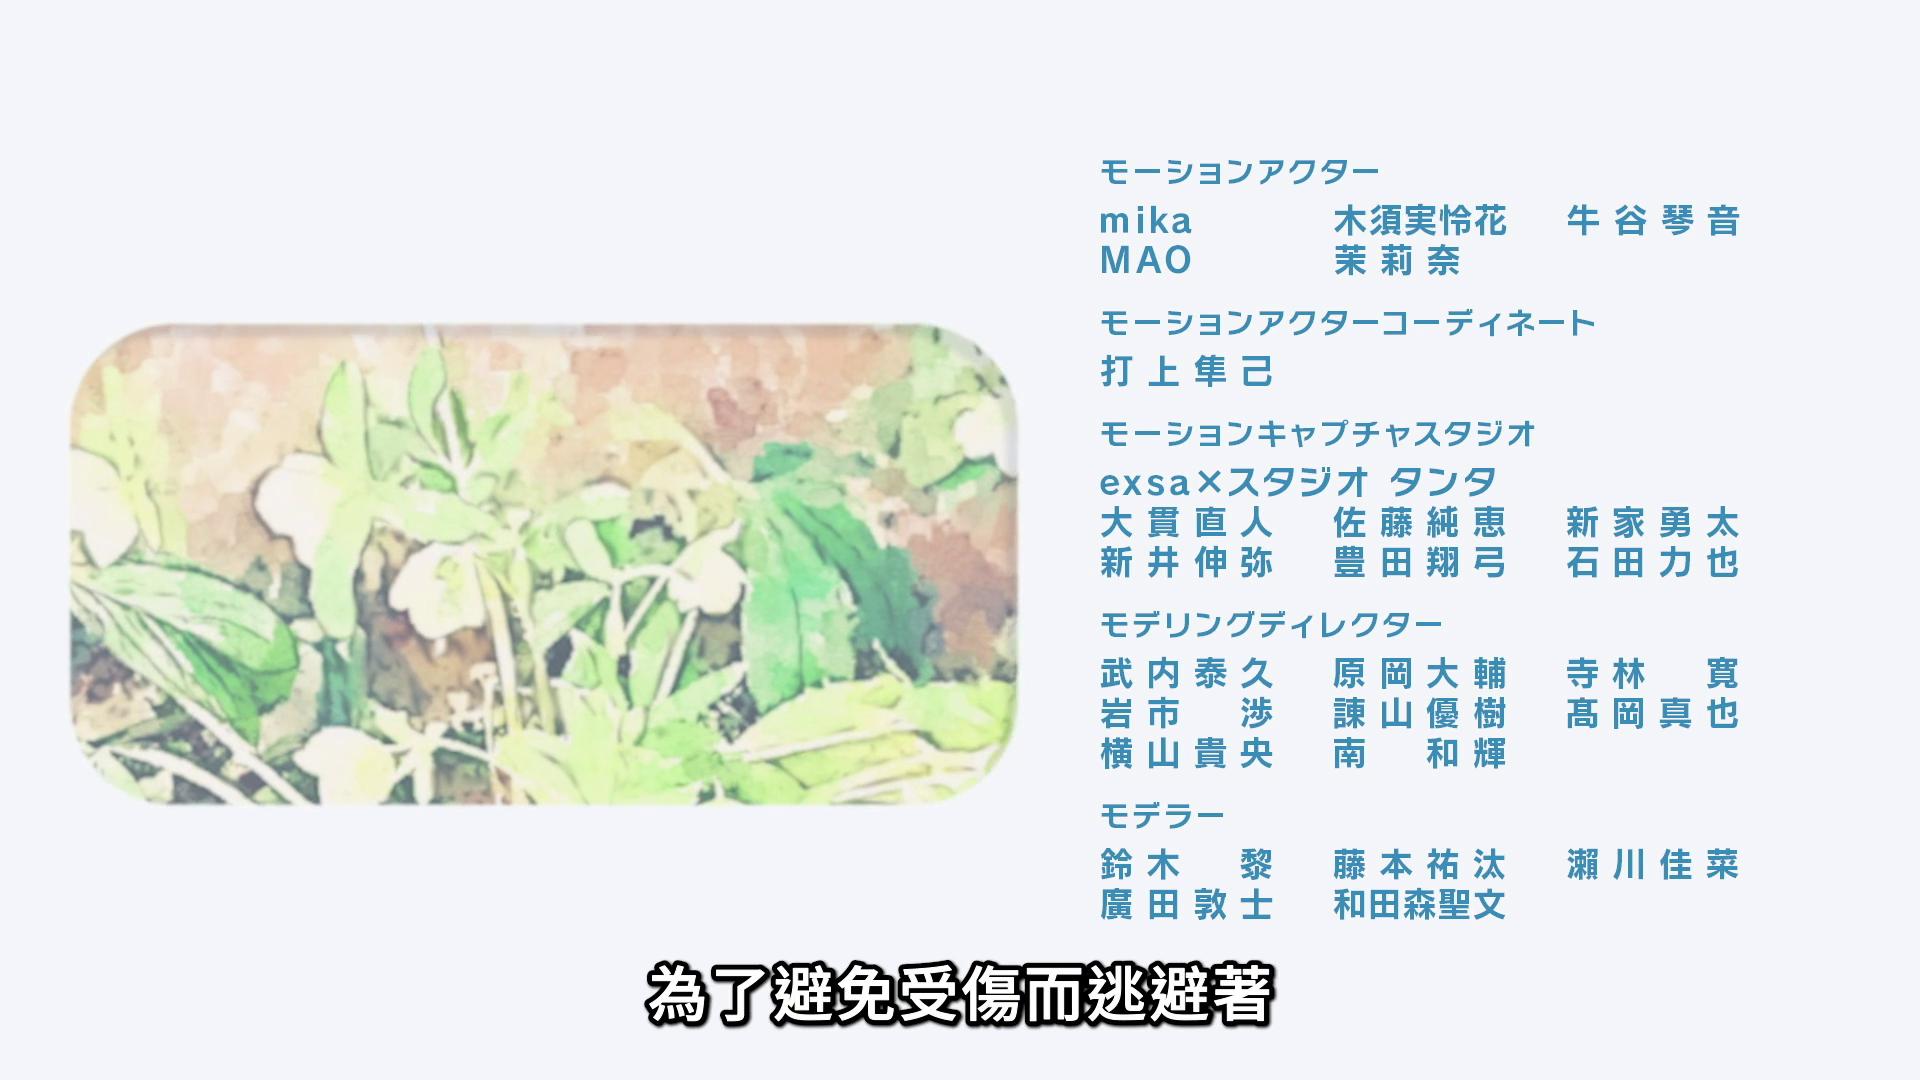 モーションアクター
mika 木須実怜花 牛谷琴音
MAO 茉莉奈
モーションアクターコーディネート
打上隼己
モーションキャプチャスタジオ
exsa×スタジオ タンタ
大貫直人 佐藤純恵 新家勇太
新井伸弥 豊田翔弓 石田力也
モデリングディレクター
武内泰久 原岡大輔 寺林 寛
岩市 渉 諌山優樹 髙岡真也
横山貴央 南 和輝
モデラー
鈴木 黎 藤本祐汰 瀬川佳菜
廣田敦士 和田森聖文
為了避免受傷而逃避著